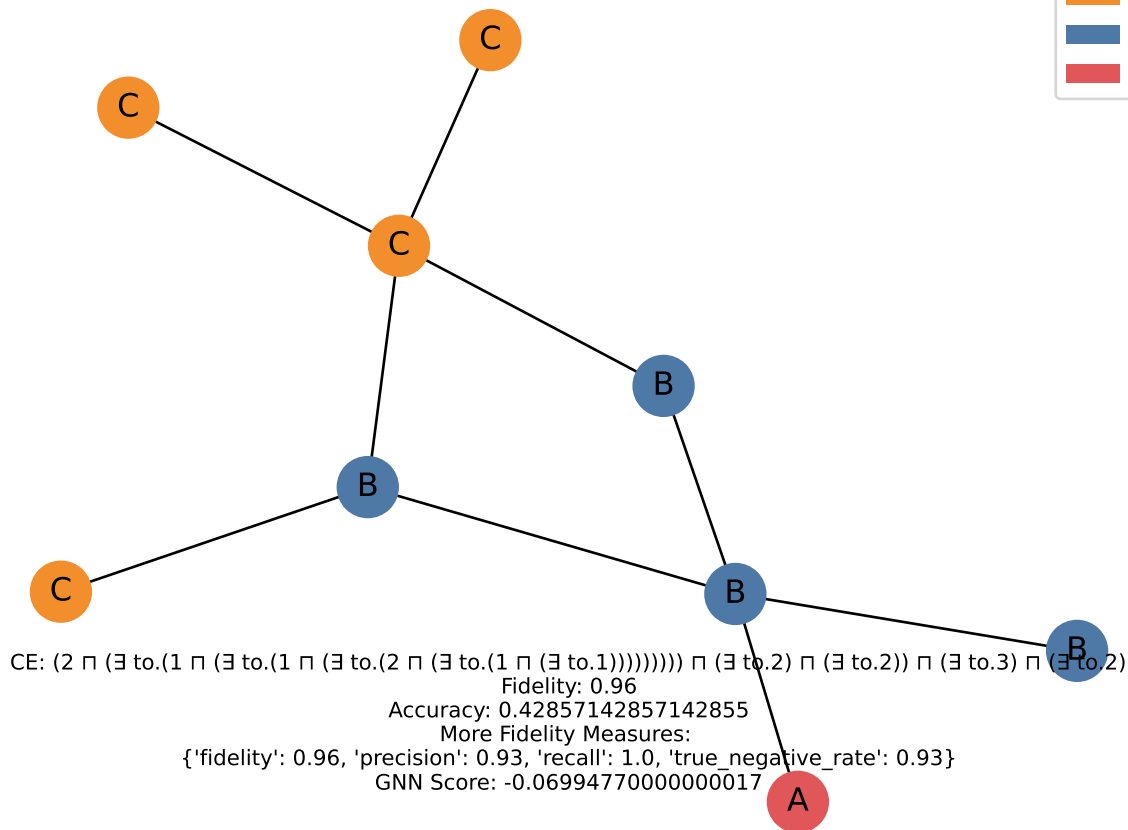 C
C
C
B
B
C
B
B
CE: (2 ⊓ (∃ to.(1 ⊓ (∃ to.(1 ⊓ (∃ to.(2 ⊓ (∃ to.(1 ⊓ (∃ to.1))))))))) ⊓ (∃ to.2) ⊓ (∃ to.2)) ⊓ (∃ to.3) ⊓ (∃ to.2)
Fidelity: 0.96
Accuracy: 0.42857142857142855
More Fidelity Measures:
{'fidelity': 0.96, 'precision': 0.93, 'recall': 1.0, 'true_negative_rate': 0.93}
GNN Score: -0.06994770000000017
A